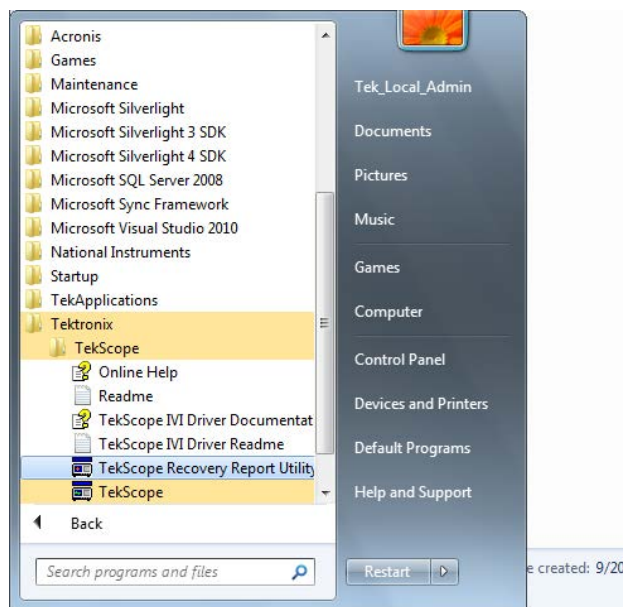 Acronis
Games
Maintenance
Microsoft Silverlight
Microsoft Silverlight 3 SDK
Microsoft Silverlight 4 SDK
Microsoft SQL Server 2008
Microsoft Sync Framework
Microsoft Visual Studio 2010
National Instruments
Startup
TekApplications
Tektronix
TekScope
Online Help
Readme
TekScope IVI Driver Documentat
TekScope IVI Driver Readme
TekScope Recovery Report Utility
TekScope
Back
Search programs and files
Tek_Local_Admin
Documents
Pictures
Music
Games
Computer
Control Panel
Devices and Printers
Default Programs
Help and Support
Restart
e created: 9/20